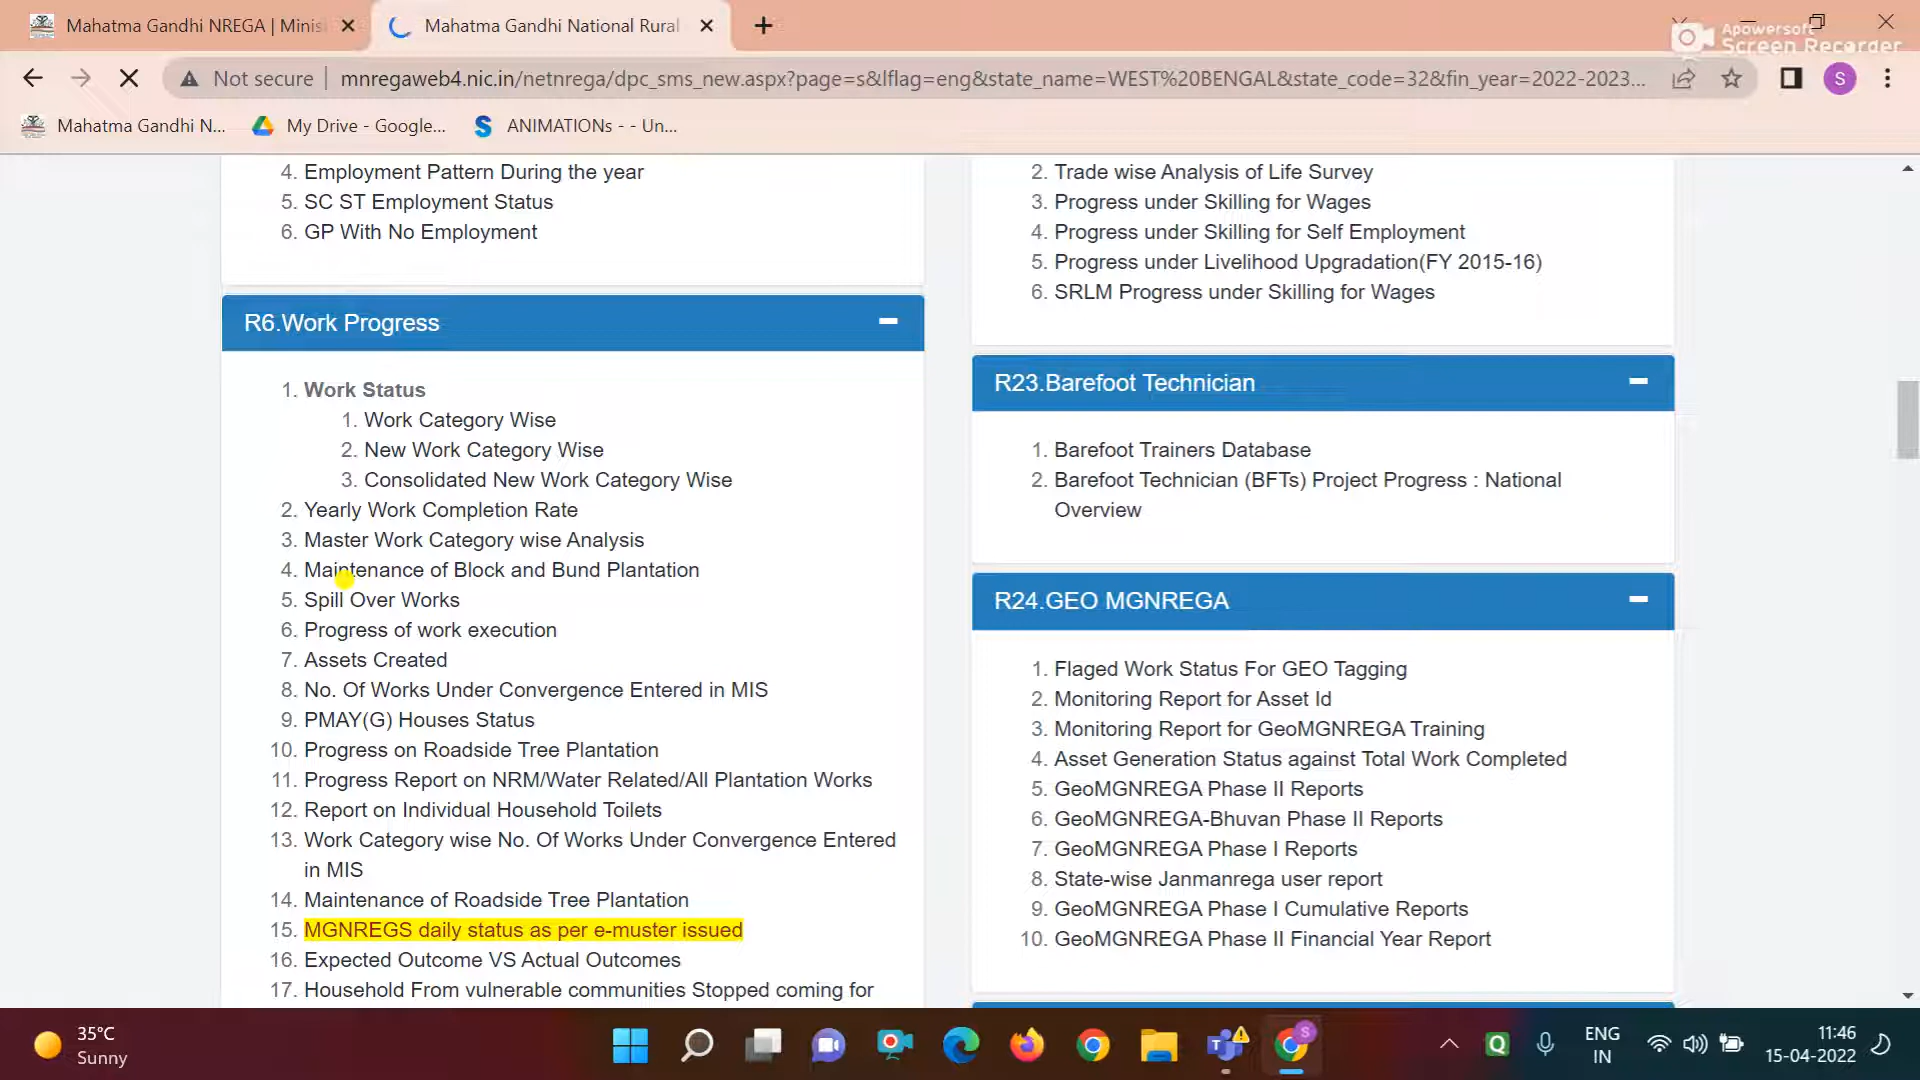 Mahatma Gandhi NREGA | Minis
Mahatma Gandhi National Rural
Apowersoft
Screen Recorder
Not secure
mnregaweb4.nic.in/netnrega/dpc_sms_new.aspx?page=s&lflag=eng&state_name=WEST%20BENGAL&state_code=32&fin_year=2022-2023...
S
Mahatma Gandhi N...
My Drive - Google...
ANIMATIONs - - Un...
4. Employment Pattern During the year
5. SC ST Employment Status
6. GP With No Employment
R6.Work Progress
1. Work Status
1. Work Category Wise
2. New Work Category Wise
3. Consolidated New Work Category Wise
2. Yearly Work Completion Rate
3. Master Work Category wise Analysis
4. Maintenance of Block and Bund Plantation
5. Spill Over Works
6. Progress of work execution
7. Assets Created
8. No. Of Works Under Convergence Entered in MIS
9. PMAY(G) Houses Status
10. Progress on Roadside Tree Plantation
11. Progress Report on NRM/Water Related/All Plantation Works
12. Report on Individual Household Toilets
13. Work Category wise No. Of Works Under Convergence Entered
in MIS
14. Maintenance of Roadside Tree Plantation
15. MGNREGS daily status as per e-muster issued
16. Expected Outcome VS Actual Outcomes
17. Household From vulnerable communities Stopped coming for
2. Trade wise Analysis of Life Survey
3. Progress under Skilling for Wages
4. Progress under Skilling for Self Employment
5. Progress under Livelihood Upgradation(FY 2015-16)
6. SRLM Progress under Skilling for Wages
R23.Barefoot Technician
1. Barefoot Trainers Database
2. Barefoot Technician (BFTs) Project Progress : National
Overview
R24.GEO MGNREGA
1. Flaged Work Status For GEO Tagging
2. Monitoring Report for Asset Id
3. Monitoring Report for GeoMGNREGA Training
4. Asset Generation Status against Total Work Completed
5. GeoMGNREGA Phase II Reports
6. GeoMGNREGA-Bhuvan Phase II Reports
7. GeoMGNREGA Phase I Reports
8. State-wise Janmanrega user report
9. GeoMGNREGA Phase I Cumulative Reports
10. GeoMGNREGA Phase II Financial Year Report
35°C
Sunny
ENG
IN
11:46
15-04-2022